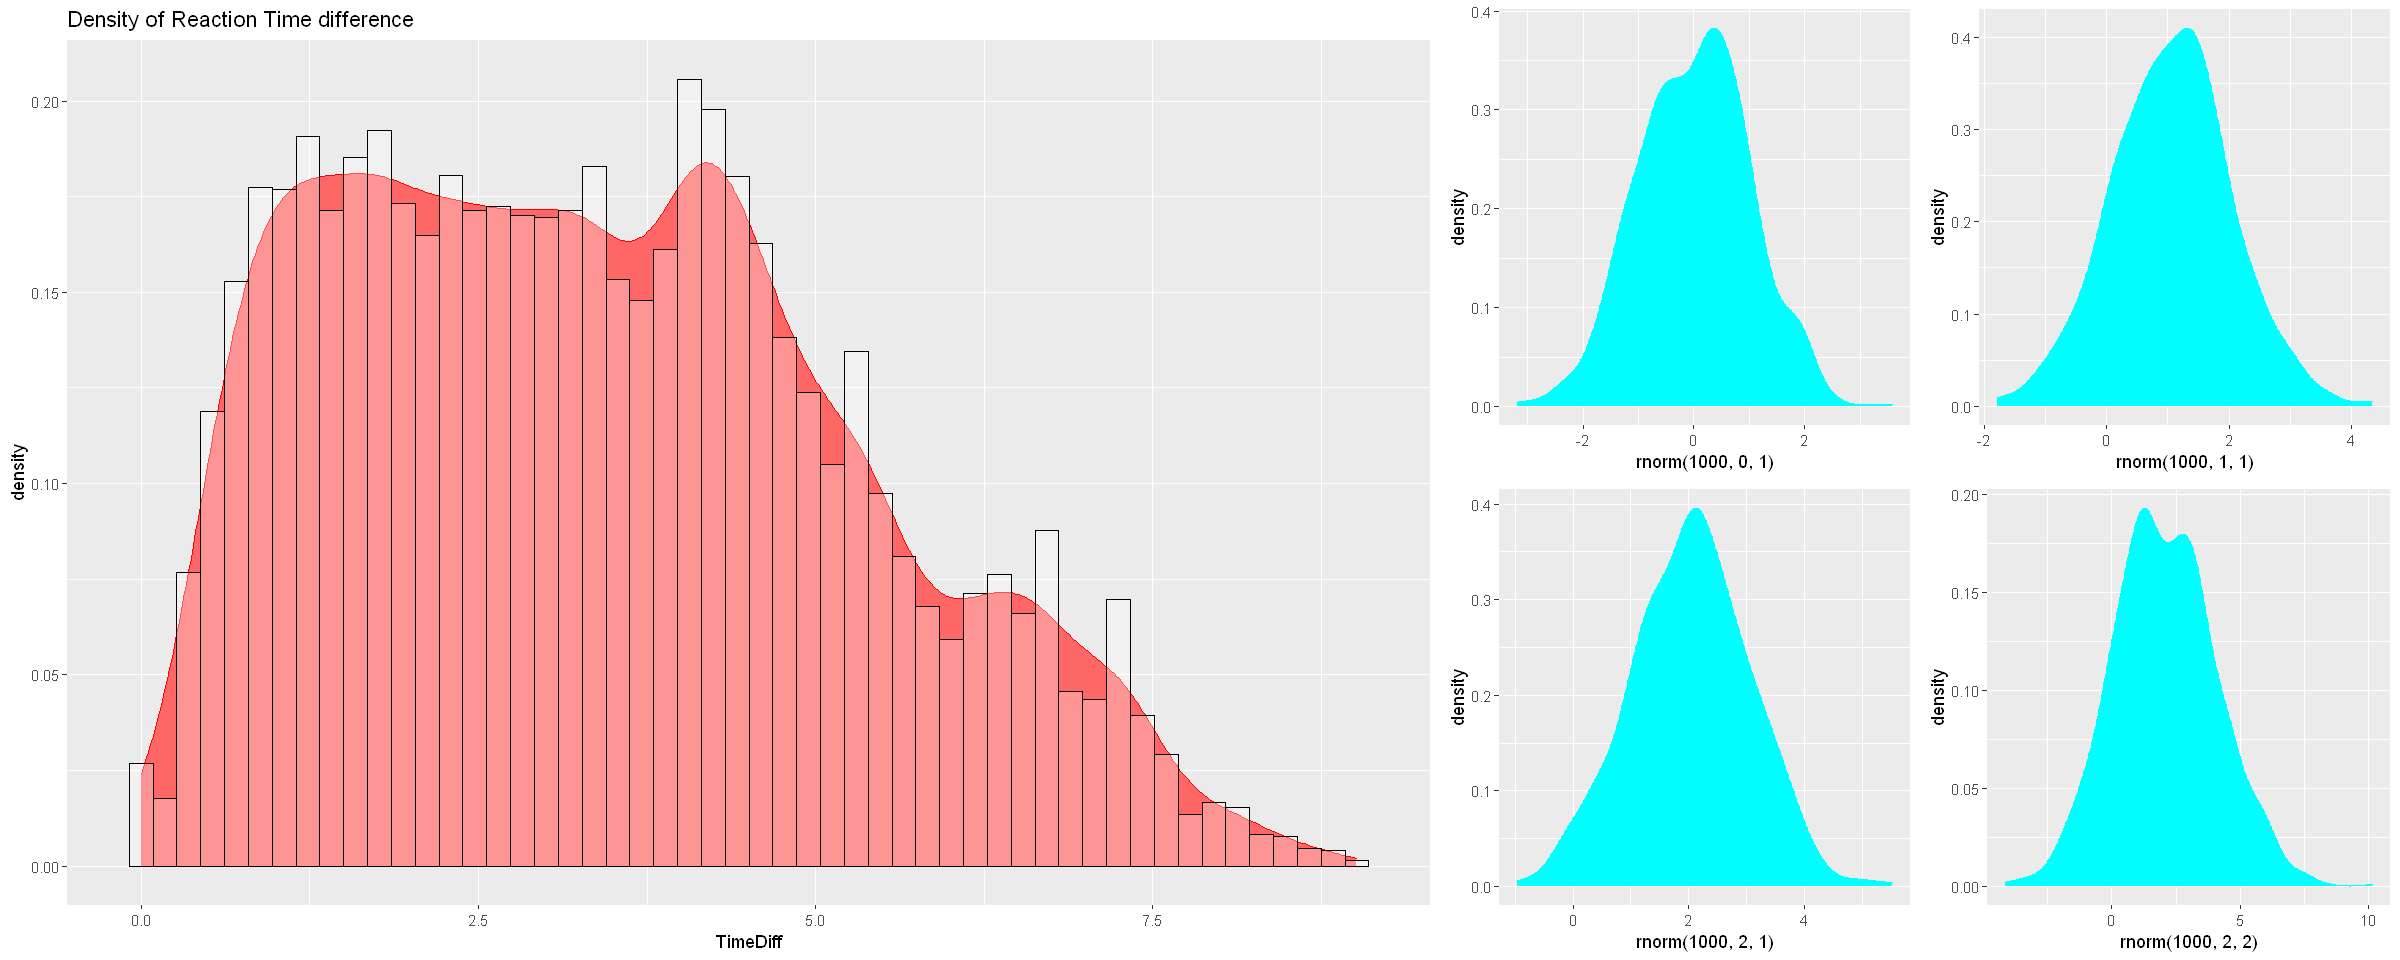 Density of Reaction Time difference
density
0.20
0.15
0.10
0.05
0.00
0.0 2.5 5.0 7.5
TimeDiff
density
0.4
0.3
0.2
0.1
0.0
-2 0 2
rnorm(1000, 0, 1)
density
0.4
0.3
0.2
0.1
0.0
-2 0 2 4
rnorm(1000, 1, 1)
density
0.4
0.3
0.2
0.1
0.0
0 2 4
rnorm(1000, 2, 1)
density
0.20
0.15
0.10
0.05
0.00
0 5 10
rnorm(1000, 2, 2)